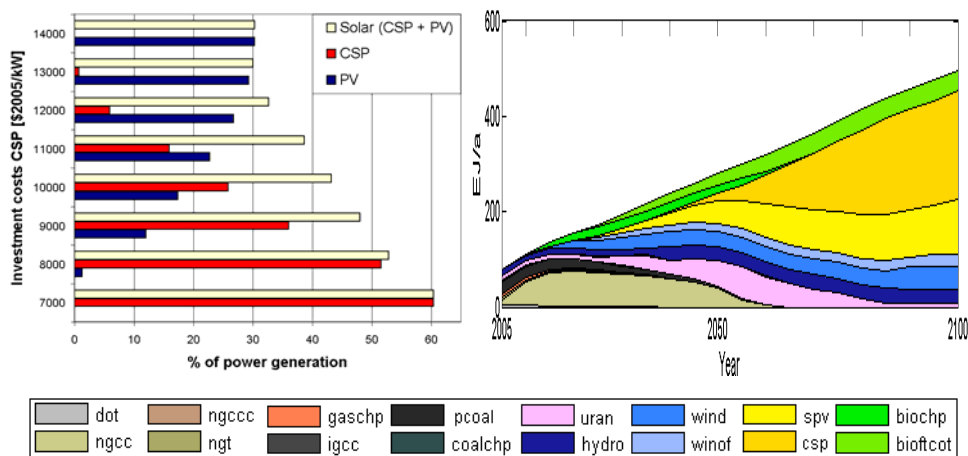 Investment costs CSP [$2005/kW]
14000
13000
12000
11000
10000
9000
8000
7000
Solar (CSP + PV)
CSP
PV
0 10 20 30 40 50 60
% of power generation
EJ/a
600
400
200
0
2005 2050 2100
Year
dot ngccc gaschp pcoal uran wind spv biochp
ngcc ngt igcc coalchp hydro winof csp bioftcot